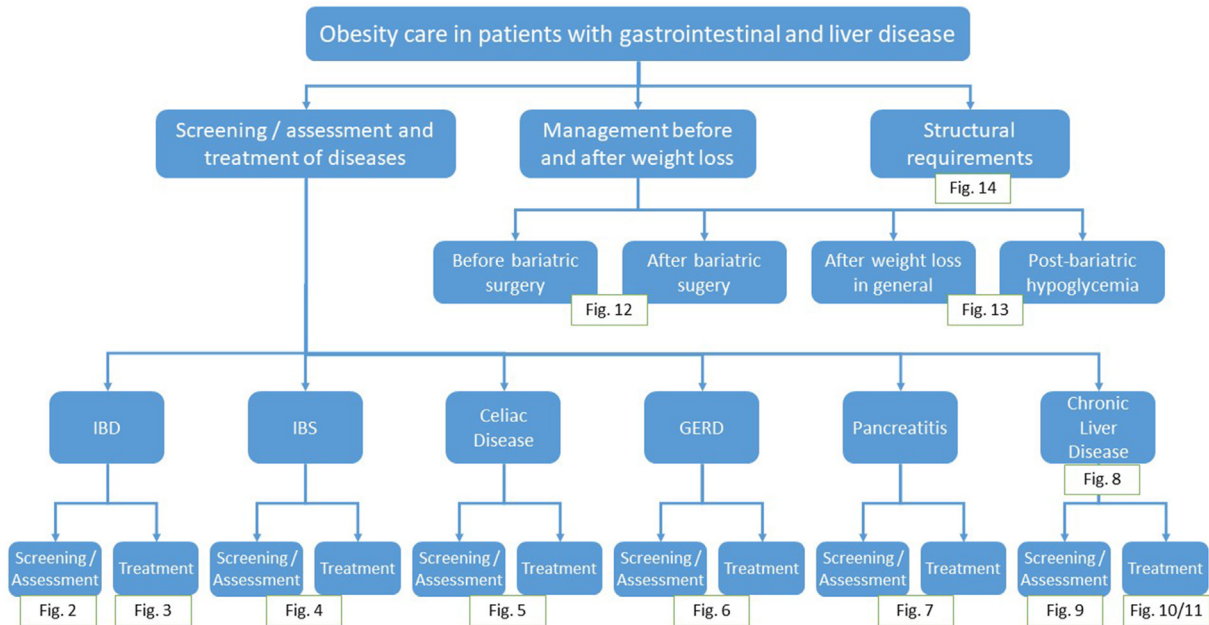 Obesity care in patients with gastrointestinal and liver disease
Screening / assessment and
treatment of diseases
Management before
and after weight loss
Structural
requirements
Fig. 14
Before bariatric
surgery
After bariatric
sugery
After weight loss
in general
Post-bariatric
hypoglycemia
Fig. 12
Fig. 13
IBD
IBS
Celiac
Disease
GERD
Pancreatitis
Chronic
Liver
Disease
Fig. 8
Screening /
Assessment
Treatment
Screening /
Assessment
Treatment
Screening /
Assessment
Treatment
Screening /
Assessment
Treatment
Screening /
Assessment
Treatment
Screening /
Assessment
Treatment
Fig. 2
Fig. 3
Fig. 4
Fig. 5
Fig. 6
Fig. 7
Fig. 9
Fig. 10/11